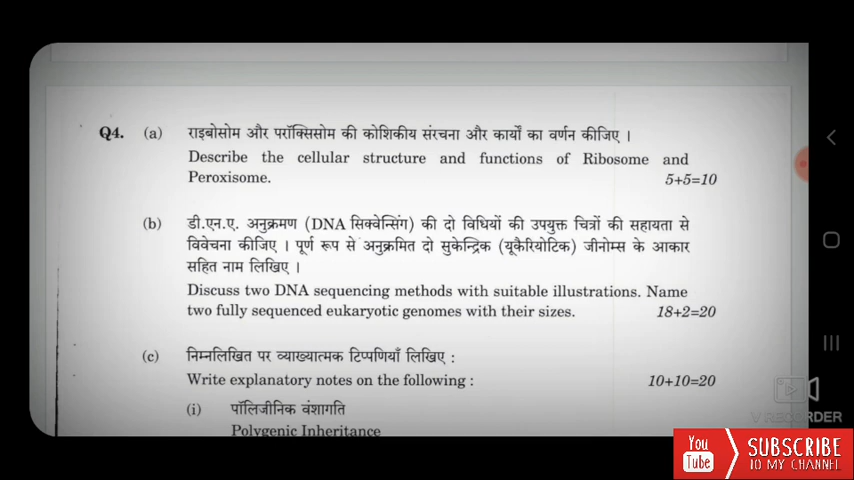 Q4. (a) राइबोसोम और परॉक्सिसोम की कोशिकीय संरचना और कार्यों का वर्णन कीजिए ।
Describe the cellular structure and functions of Ribosome and
Peroxisome. 5+5=10
(b) डी.एन.ए. अनुक्रमण (DNA सिक्वेन्सिंग) की दो विधियों की उपयुक्त चित्रों की सहायता से
विवेचना कीजिए । पूर्ण रूप से अनुक्रमित दो सुकेन्द्रिक (यूकैरियोटिक) जीनोम्स के आकार
सहित नाम लिखिए ।
Discuss two DNA sequencing methods with suitable illustrations. Name
two fully sequenced eukaryotic genomes with their sizes. 18+2=20
(c) निम्नलिखित पर व्याख्यात्मक टिप्पणियाँ लिखिए :
Write explanatory notes on the following : 10+10=20
(i) पॉलिजीनिक वंशागति
Polygenic Inheritance
V RECORDER
You
Tube
SUBSCRIBE
TO MY CHANNEL